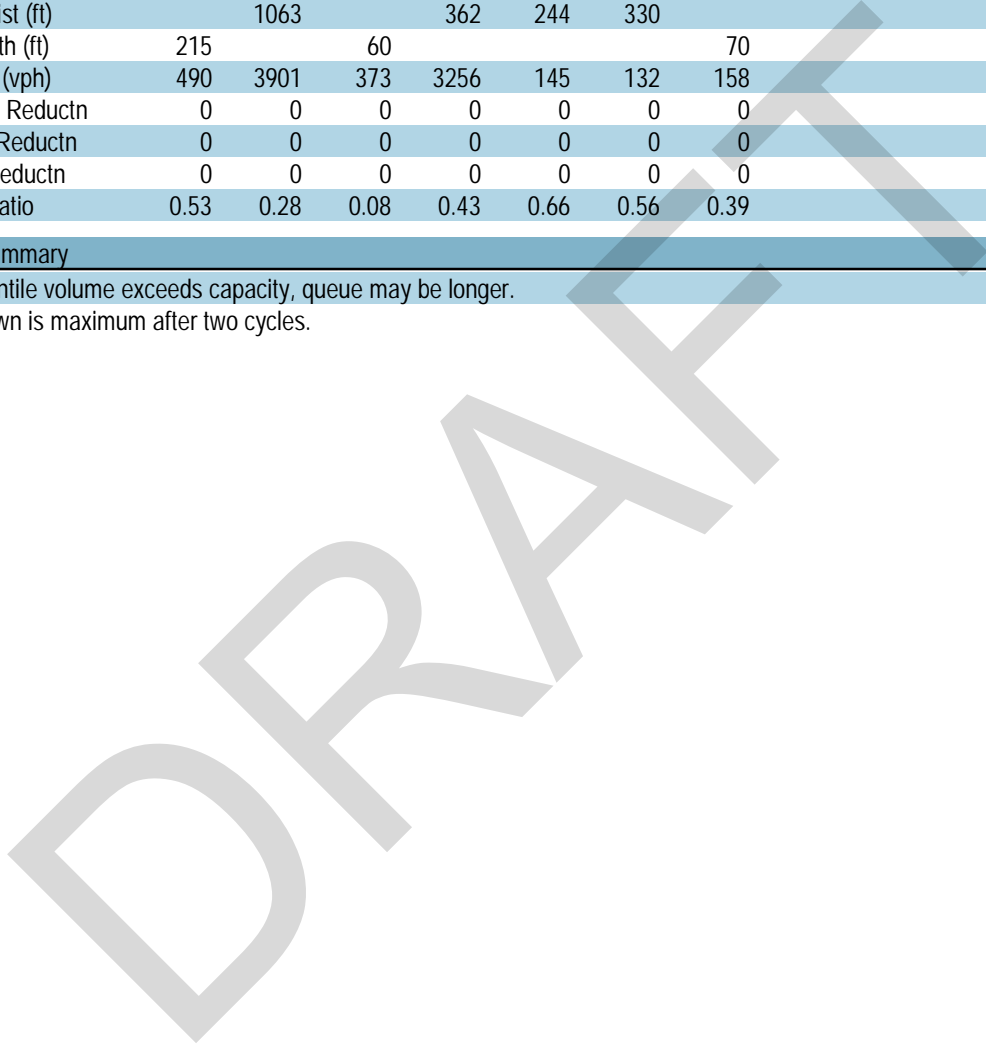 ist (ft) 1063 362 244 330
th (ft) 215 60 70
(vph) 490 3901 373 3256 145 132 158
Reductn 0 0 0 0 0 0 0
Reductn 0 0 0 0 0 0 0
eductn 0 0 0 0 0 0 0
atio 0.53 0.28 0.08 0.43 0.66 0.56 0.39
mmary
ntile volume exceeds capacity, queue may be longer.
wn is maximum after two cycles.
DRAFT